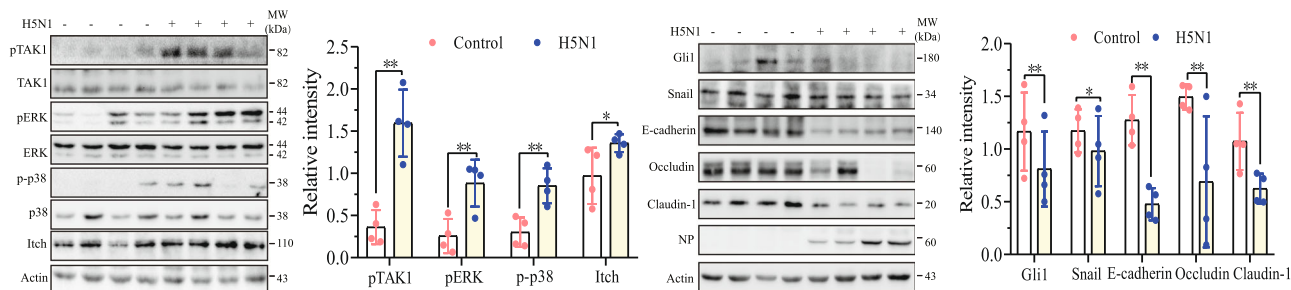 H5N1 - - - - + + + + MW (kDa)
pTAK1 82
TAK1 82
pERK 44
42
ERK 44
42
p-p38 38
p38 38
Itch 110
Actin 43
Relative intensity
2.5
2.0
1.5
1.0
0.5
0.0
Control H5N1
** ** ** *
pTAK1 pERK p-p38 Itch
H5N1 - - - - + + + + MW (kDa)
Gli1 180
Snail 34
E-cadherin 140
Occludin 60
Claudin-1 20
NP 60
Actin 43
Relative intensity
2.0
1.5
1.0
0.5
0.0
Control H5N1
** * ** ** **
Gli1 Snail E-cadherin Occludin Claudin-1